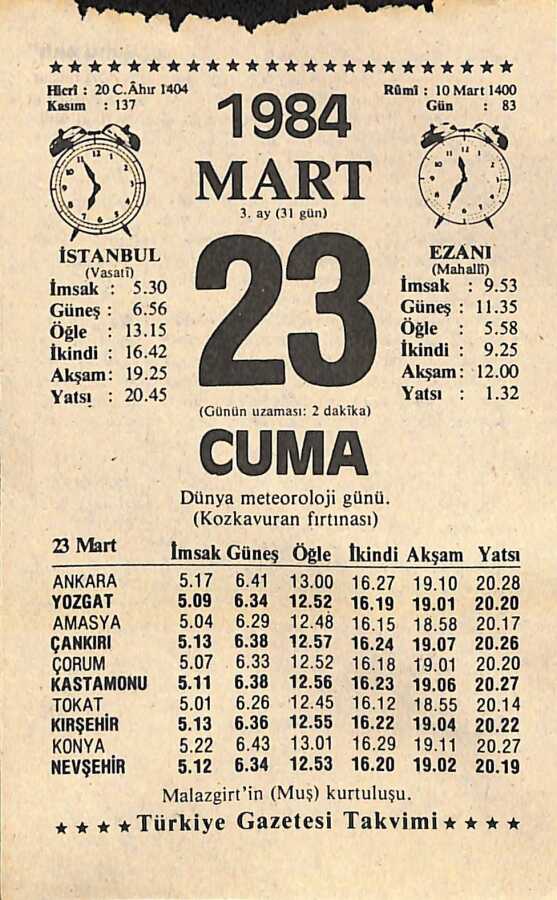 ★★★★★★★★★★★★★★★★★★★★★★★★★
Hicrî : 20 C.Âhır 1404
Kasım : 137
Rûmî : 10 Mart 1400
Gün : 83
1984
MART
3. ay (31 gün)
23
(Günün uzaması: 2 dakîka)
CUMA
İSTANBUL
(Vasatî)
İmsak : 5.30
Güneş : 6.56
Öğle : 13.15
İkindi : 16.42
Akşam: 19.25
Yatsı : 20.45
EZANI
(Mahallî)
İmsak : 9.53
Güneş : 11.35
Öğle : 5.58
İkindi : 9.25
Akşam: 12.00
Yatsı : 1.32
Dünya meteoroloji günü.
(Kozkavuran fırtınası)
23 Mart İmsak Güneş Öğle İkindi Akşam Yatsı
ANKARA 5.17 6.41 13.00 16.27 19.10 20.28
YOZGAT 5.09 6.34 12.52 16.19 19.01 20.20
AMASYA 5.04 6.29 12.48 16.15 18.58 20.17
ÇANKIRI 5.13 6.38 12.57 16.24 19.07 20.26
ÇORUM 5.07 6.33 12.52 16.18 19.01 20.20
KASTAMONU 5.11 6.38 12.56 16.23 19.06 20.27
TOKAT 5.01 6.26 12.45 16.12 18.55 20.14
KIRŞEHİR 5.13 6.36 12.55 16.22 19.04 20.22
KONYA 5.22 6.43 13.01 16.29 19.11 20.27
NEVŞEHİR 5.12 6.34 12.53 16.20 19.02 20.19
Malazgirt'in (Muş) kurtuluşu.
★★★★Türkiye Gazetesi Takvimi★★★★